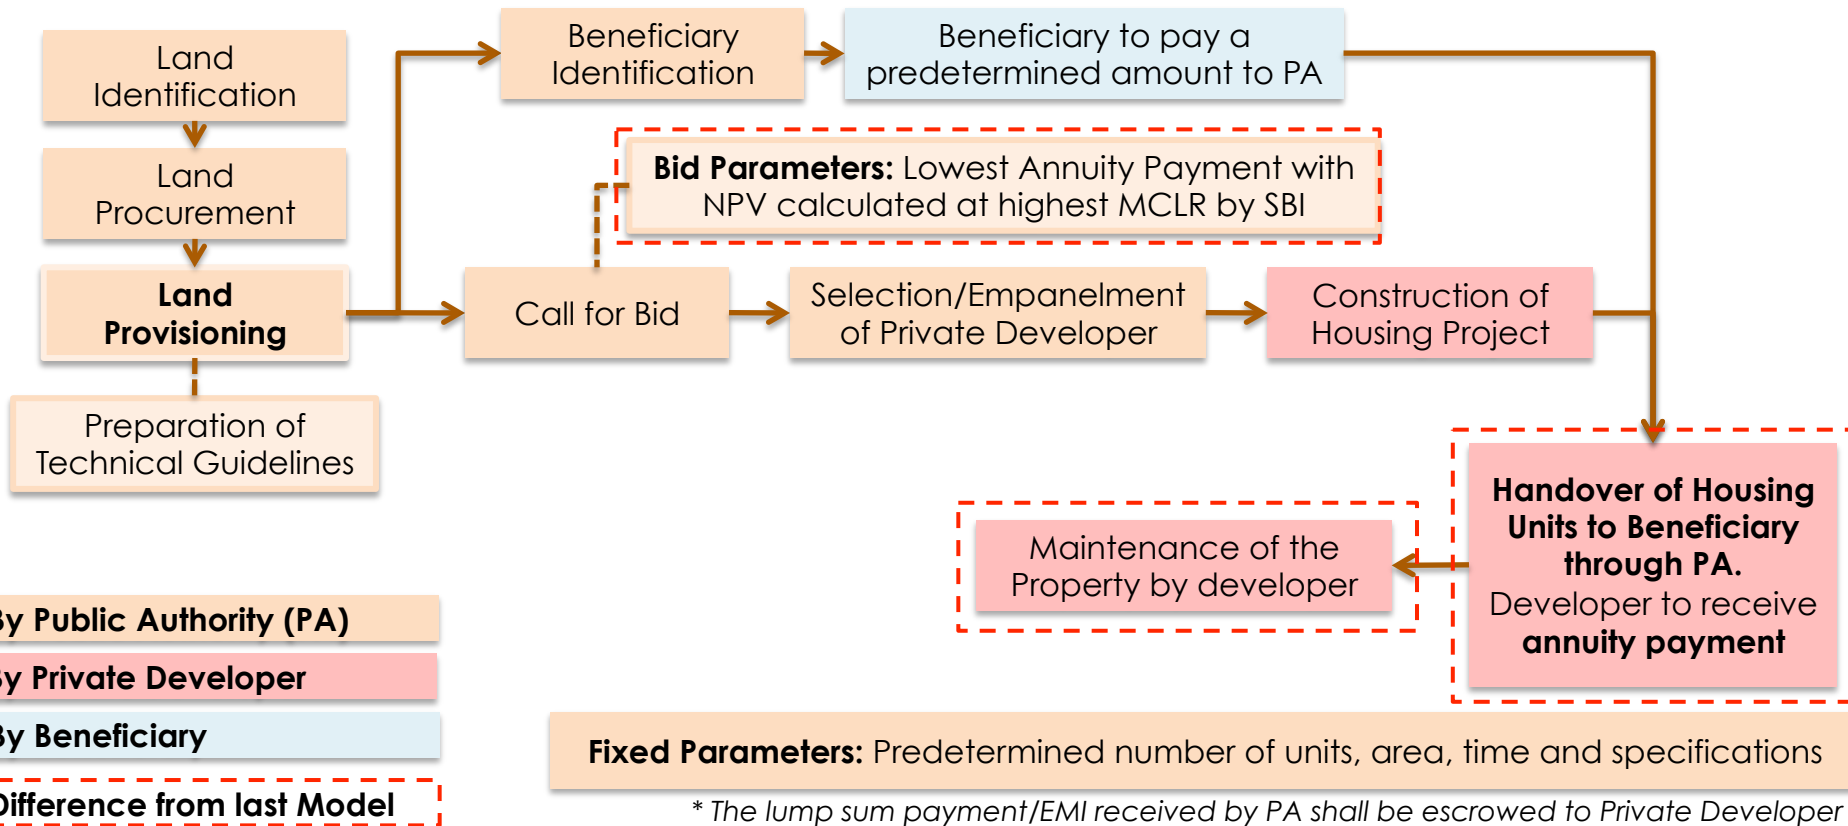 Land
Identification
Land
Procurement
Land
Provisioning
Preparation of
Technical Guidelines
Beneficiary
Identification
Beneficiary to pay a
predetermined amount to PA
Bid Parameters: Lowest Annuity Payment with
NPV calculated at highest MCLR by SBI
Call for Bid
Selection/Empanelment
of Private Developer
Construction of
Housing Project
Handover of Housing
Units to Beneficiary
through PA.
Developer to receive
annuity payment
Maintenance of the
Property by developer
By Public Authority (PA)
By Private Developer
By Beneficiary
Difference from last Model
Fixed Parameters: Predetermined number of units, area, time and specifications
* The lump sum payment/EMI received by PA shall be escrowed to Private Developer